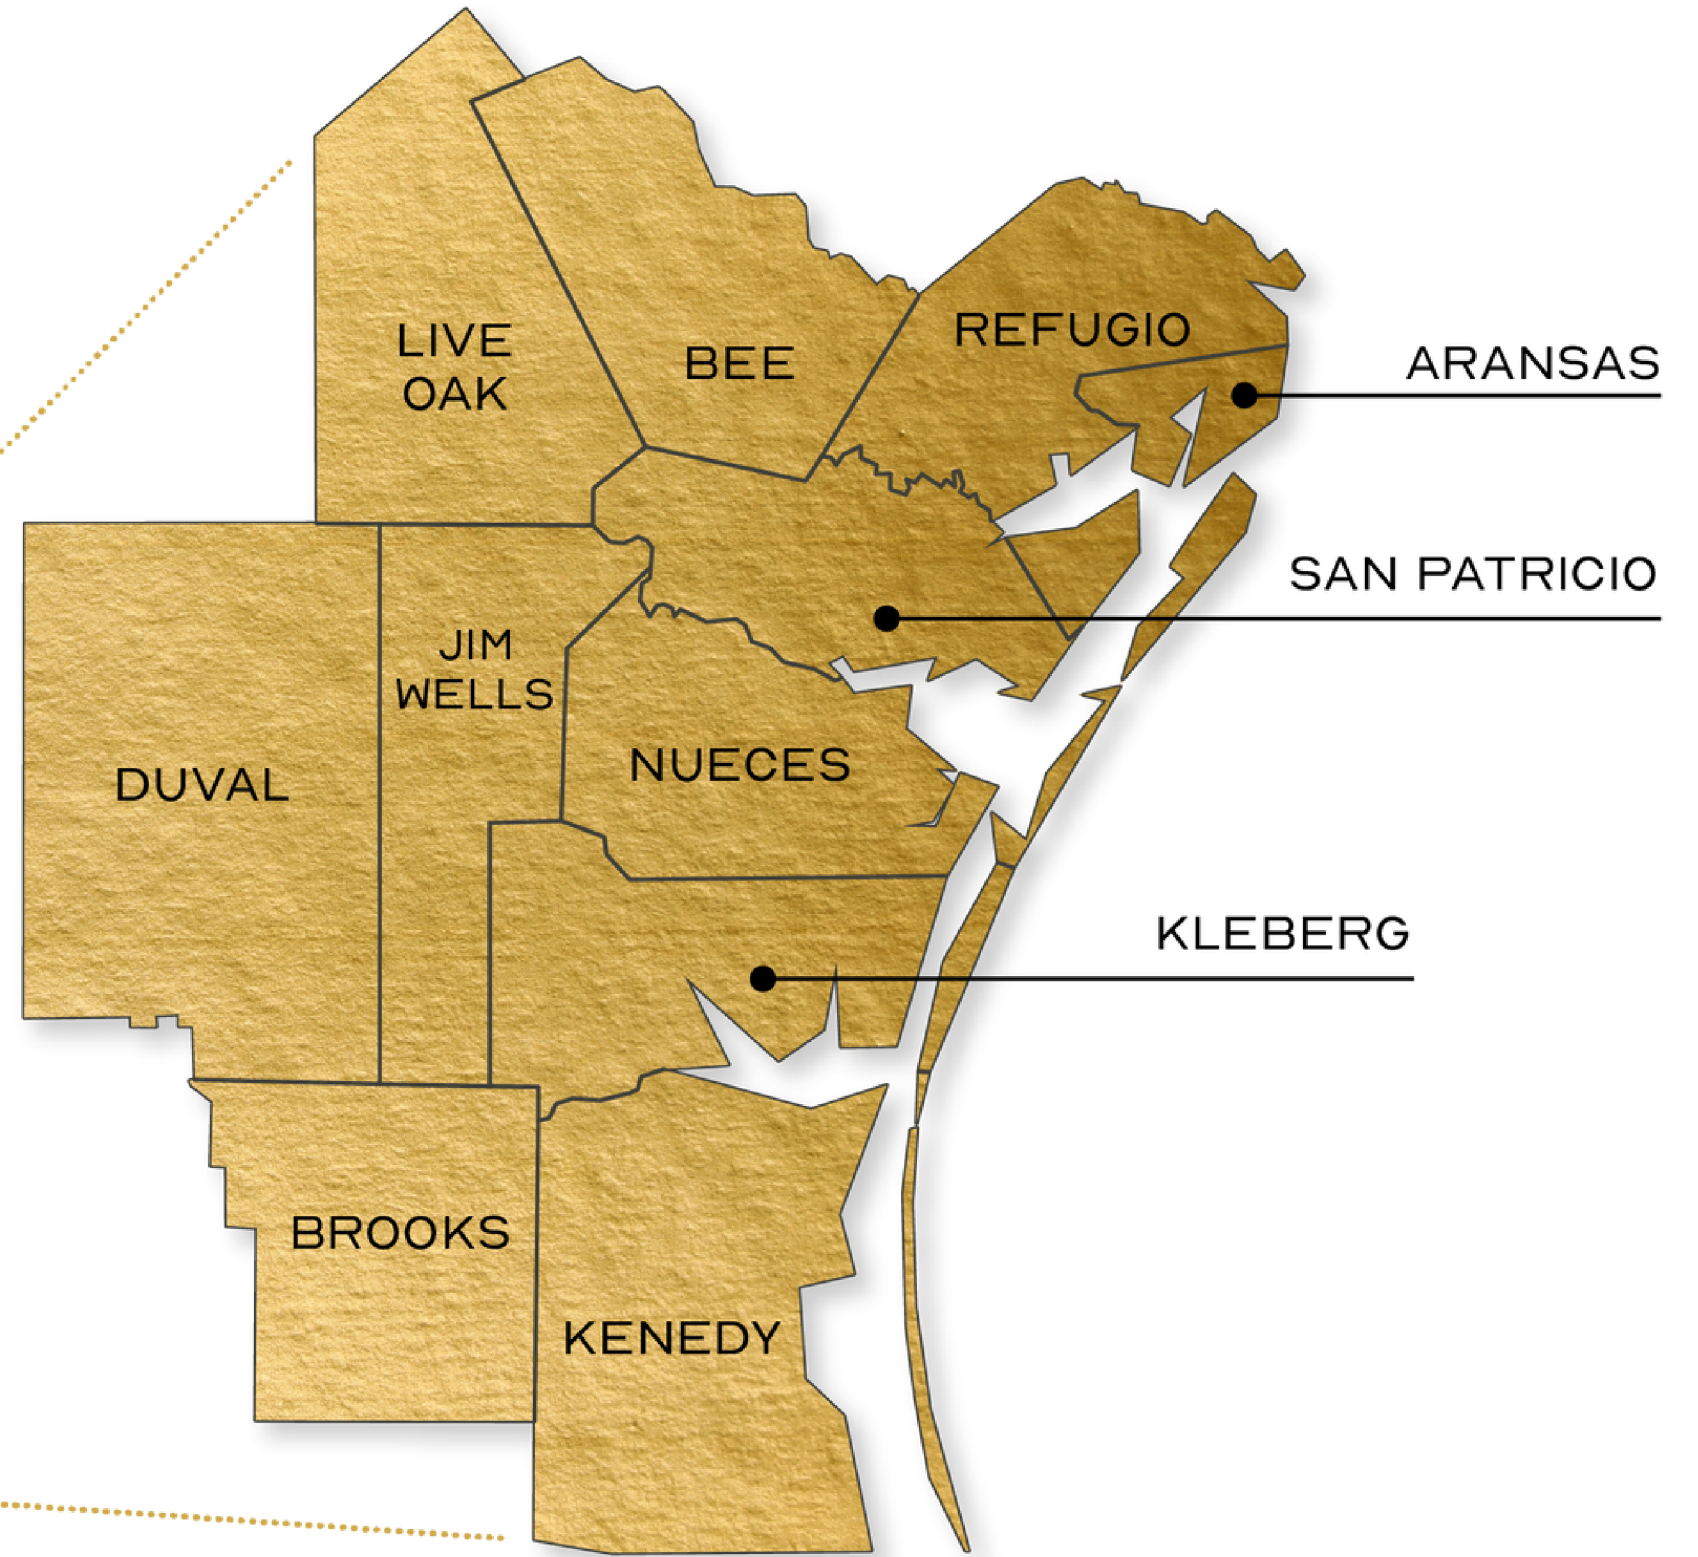 LIVE
OAK
BEE
REFUGIO
ARANSAS
SAN PATRICIO
JIM
WELLS
NUECES
DUVAL
KLEBERG
BROOKS
KENEDY